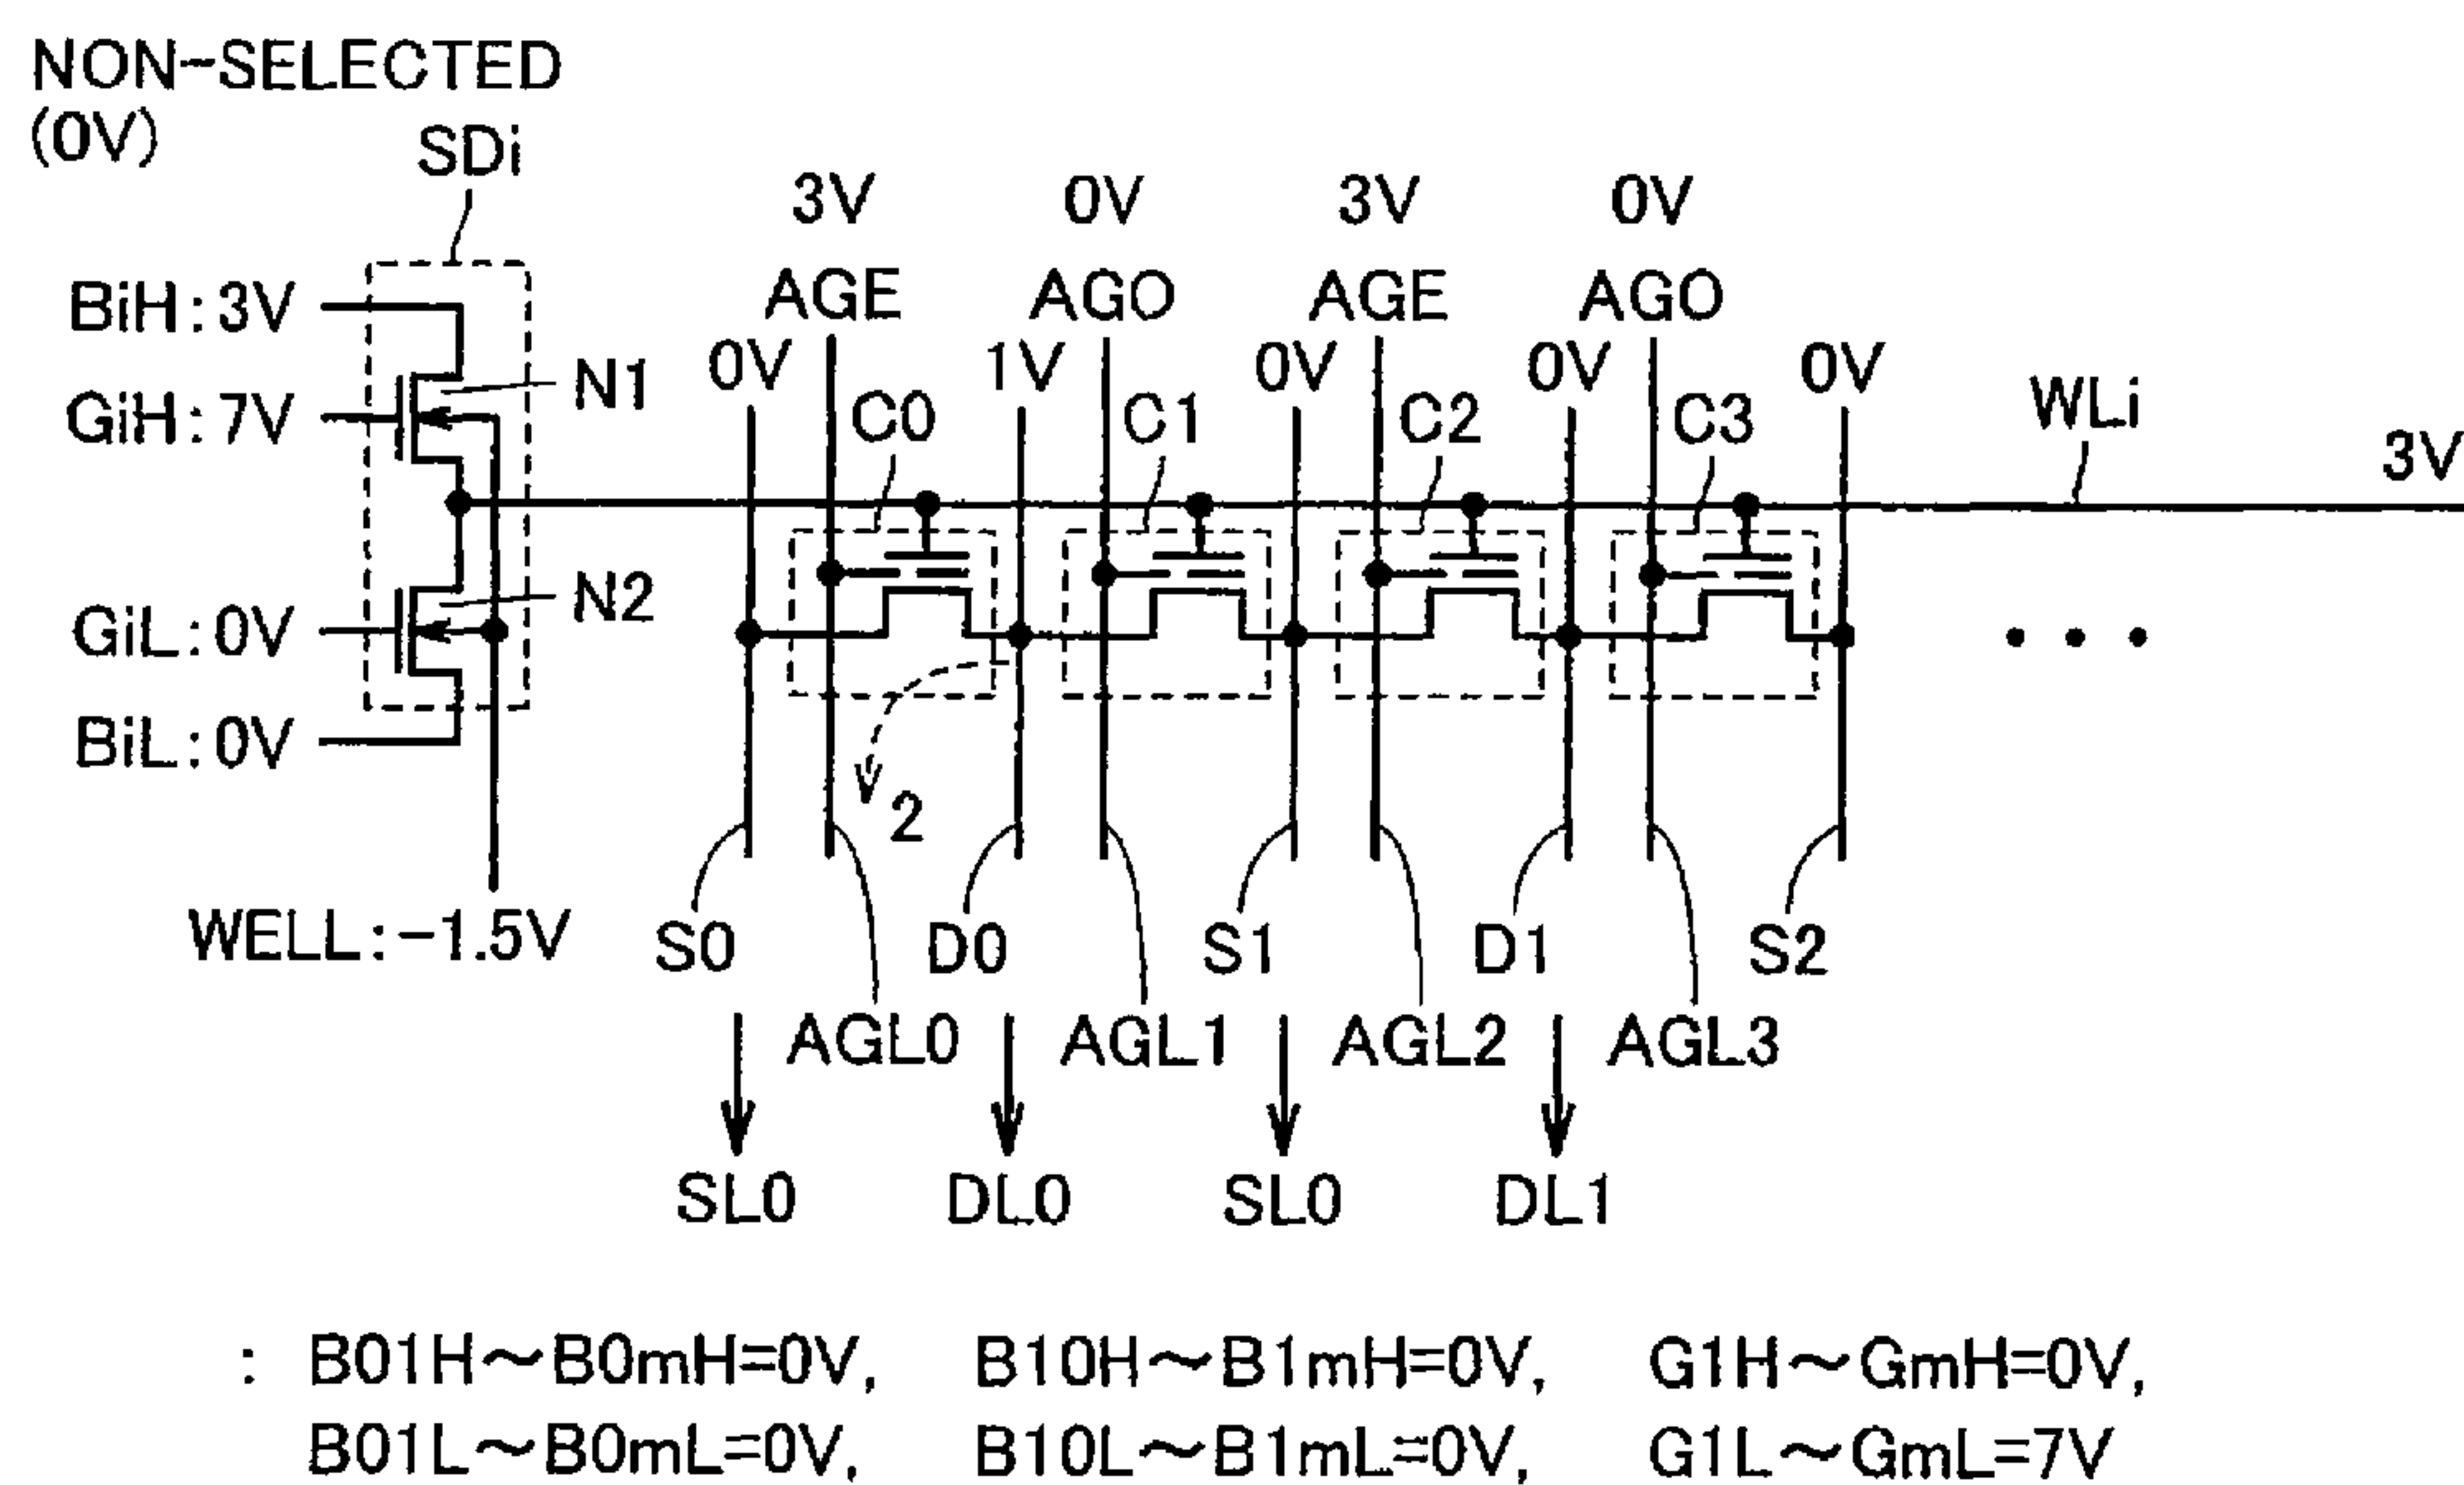 NON-SELECTED
(0V)
SDi
3V 0V 3V 0V
BiH:3V
AGE AGO AGE AGO
0V 1V 0V 0V 0V
N1
GiH:7V
C0 C1 C2 C3
WLi
3V
N2
GiL:0V
BiL:0V
2
WELL:-1.5V
S0 D0 S1 D1 S2
AGL0 AGL1 AGL2 AGL3
SL0 DL0 SL0 DL1
: B01H~B0mH=0V, B10H~B1mH=0V, G1H~GmH=0V,
B01L~B0mL=0V, B10L~B1mL=0V, G1L~GmL=7V